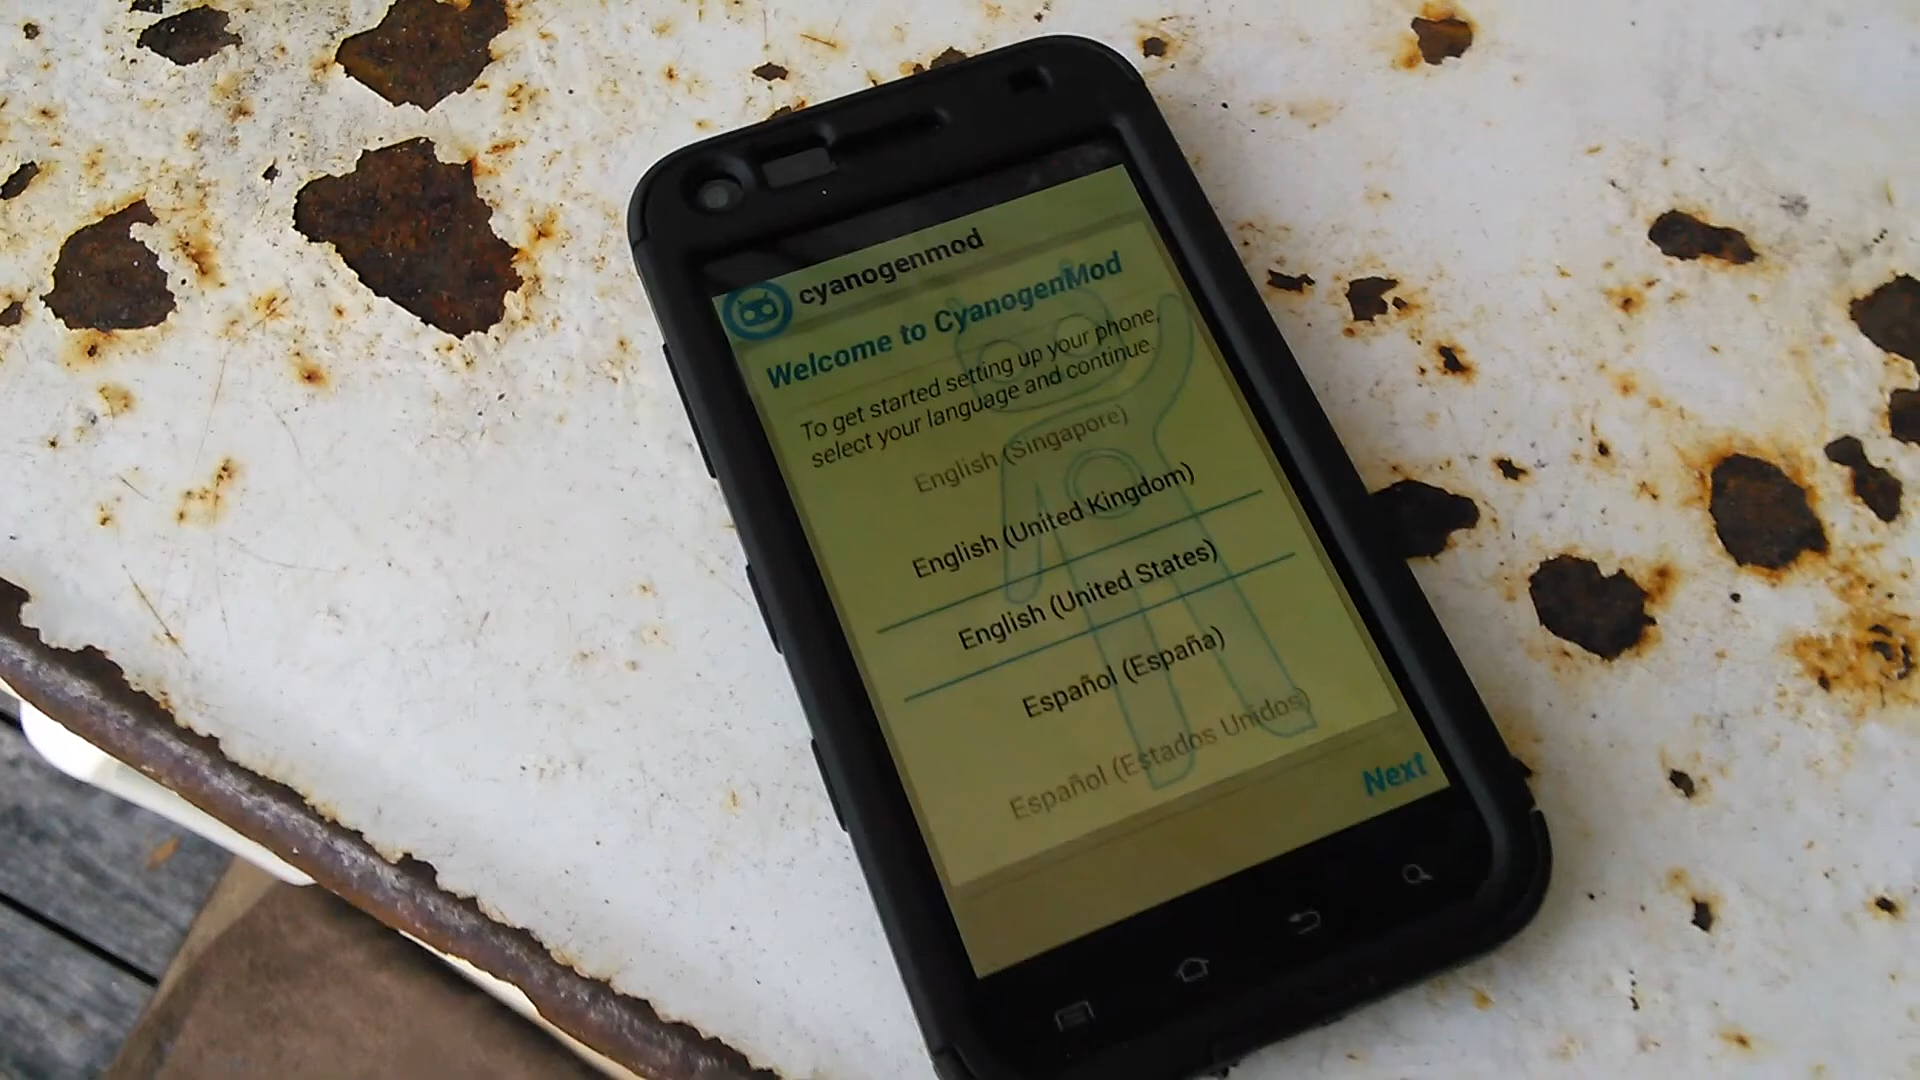 cyanogenmod
Welcome to CyanogenMod
To get started setting up your phone,
select your language and continue.
English (Singapore)
English (United Kingdom)
English (United States)
Español (España)
Español (Estados Unidos)
Next